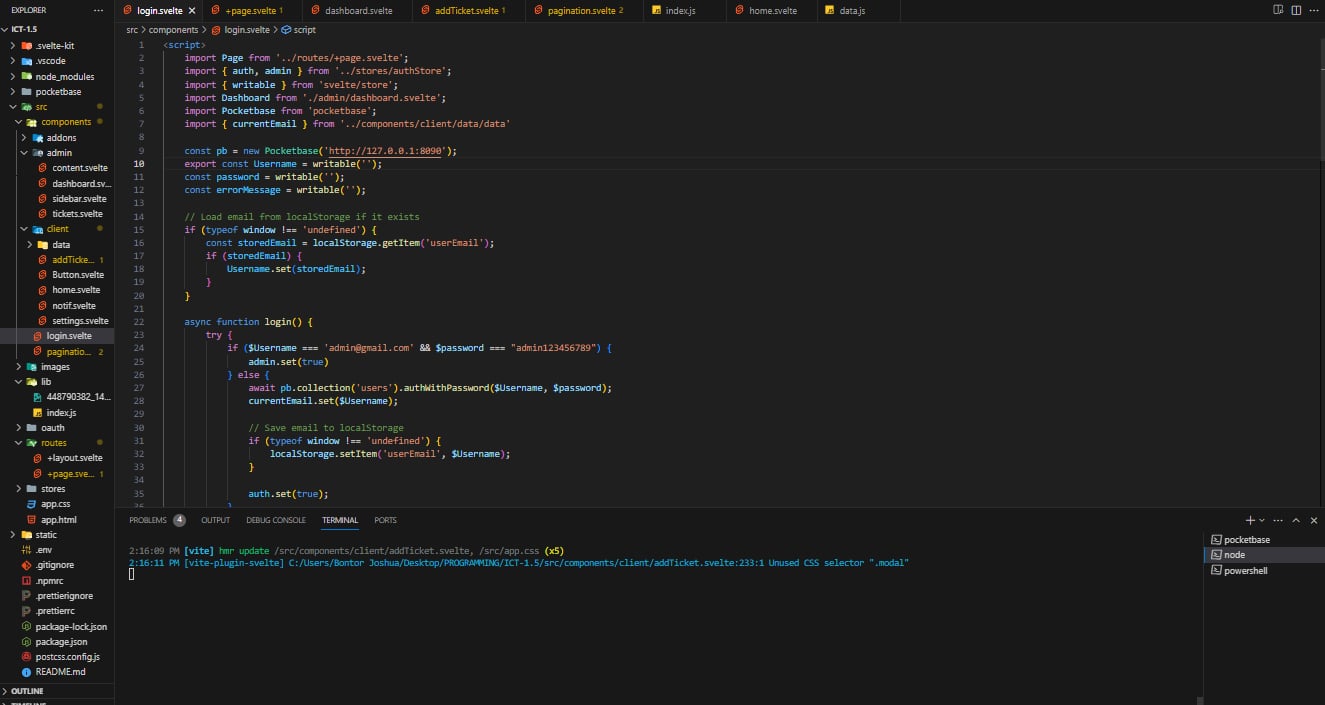 EXPLORER ···
ICT-1.5
.svelte-kit
.vscode
node_modules
pocketbase
src
components
addons
admin
content.svelte
dashboard.sv...
sidebar.svelte
tickets.svelte
client
data
addTicke... 1
Button.svelte
home.svelte
notif.svelte
settings.svelte
login.svelte
paginatio... 2
images
lib
448790382_14...
index.js
oauth
routes
+layout.svelte
+page.sve... 1
stores
app.css
app.html
static
.env
.gitignore
.npmrc
.prettierignore
.prettierrc
package-lock.json
package.json
postcss.config.js
README.md
OUTLINE
TIMELINE
login.svelte +page.svelte 1 dashboard.svelte addTicket.svelte 1 pagination.svelte 2 index.js home.svelte data.js
src > components > login.svelte > script
1 <script>
2 import Page from '../routes/+page.svelte';
3 import { auth, admin } from '../stores/authStore';
4 import { writable } from 'svelte/store';
5 import Dashboard from './admin/dashboard.svelte';
6 import Pocketbase from 'pocketbase';
7 import { currentEmail } from '../components/client/data/data'
8
9 const pb = new Pocketbase('http://127.0.0.1:8090');
10 export const Username = writable('');
11 const password = writable('');
12 const errorMessage = writable('');
13
14 // Load email from localStorage if it exists
15 if (typeof window !== 'undefined') {
16 const storedEmail = localStorage.getItem('userEmail');
17 if (storedEmail) {
18 Username.set(storedEmail);
19 }
20 }
21
22 async function login() {
23 try {
24 if ($Username === 'admin@gmail.com' && $password === "admin123456789") {
25 admin.set(true)
26 } else {
27 await pb.collection('users').authWithPassword($Username, $password);
28 currentEmail.set($Username);
29
30 // Save email to localStorage
31 if (typeof window !== 'undefined') {
32 localStorage.setItem('userEmail', $Username);
33 }
34
35 auth.set(true);
36 }
PROBLEMS 4 OUTPUT DEBUG CONSOLE TERMINAL PORTS
2:16:09 PM [vite] hmr update /src/components/client/addTicket.svelte, /src/app.css (x5)
2:16:11 PM [vite-plugin-svelte] C:/Users/Bontor Joshua/Desktop/PROGRAMMING/ICT-1.5/src/components/client/addTicket.svelte:233:1 Unused CSS selector ".modal"
pocketbase
node
powershell